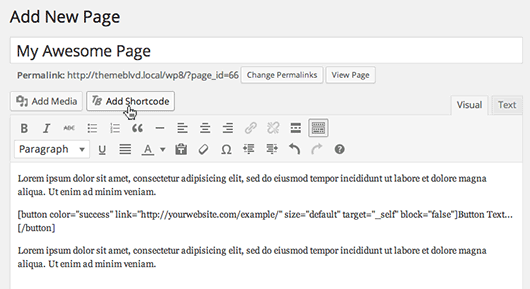 Add New Page
My Awesome Page
Permalink: http://themeblvd.local/wp8/?page_id=66 Change Permalinks View Page
Add Media Add Shortcode Visual Text
B I ABC
Paragraph U A Ω ?
Lorem ipsum dolor sit amet, consectetur adipisicing elit, sed do eiusmod tempor incididunt ut labore et dolore magna
aliqua. Ut enim ad minim veniam.
[button color="success" link="http://yourwebsite.com/example/" size="default" target="_self" block="false"]Button Text...
[/button]
Lorem ipsum dolor sit amet, consectetur adipisicing elit, sed do eiusmod tempor incididunt ut labore et dolore magna
aliqua. Ut enim ad minim veniam.